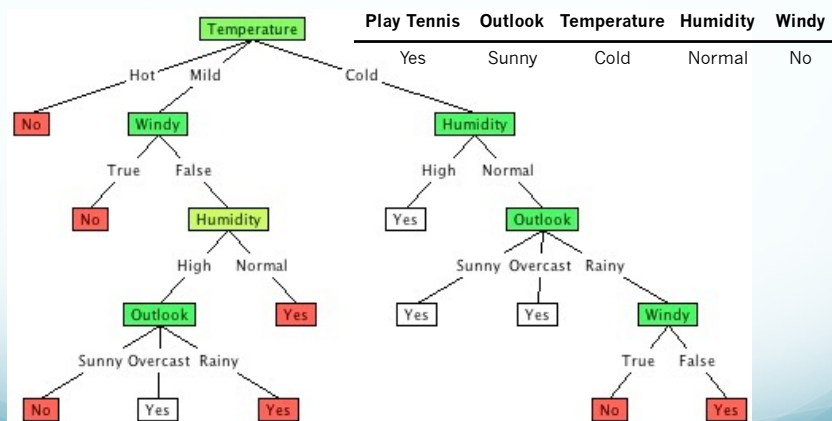 Play Tennis Outlook Temperature Humidity Windy
Yes Sunny Cold Normal No
Temperature
Hot Mild Cold
No Windy Humidity
True False High Normal
No Humidity Yes Outlook
High Normal Sunny Overcast Rainy
Outlook Yes Yes Yes Windy
Sunny Overcast Rainy True False
No Yes Yes No Yes